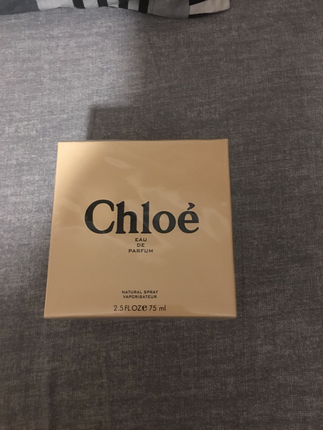 Chloé
EAU
DE
PARFUM
NATURAL SPRAY
VAPORISATEUR
2.5 FL OZ ℮ 75 ml